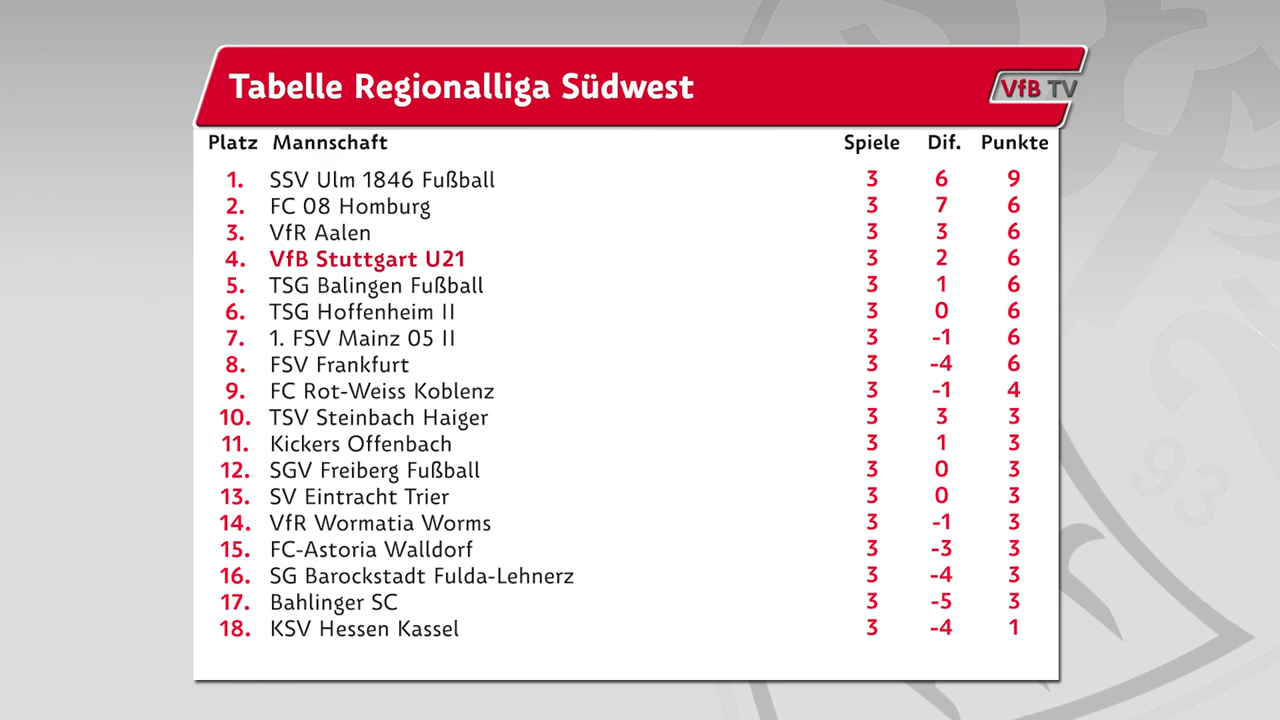 Tabelle Regionalliga Südwest
VfB TV
Platz Mannschaft Spiele Dif. Punkte
1. SSV Ulm 1846 Fußball 3 6 9
2. FC 08 Homburg 3 7 6
3. VfR Aalen 3 3 6
4. VfB Stuttgart U21 3 2 6
5. TSG Balingen Fußball 3 1 6
6. TSG Hoffenheim II 3 0 6
7. 1. FSV Mainz 05 II 3 -1 6
8. FSV Frankfurt 3 -4 6
9. FC Rot-Weiss Koblenz 3 -1 4
10. TSV Steinbach Haiger 3 3 3
11. Kickers Offenbach 3 1 3
12. SGV Freiberg Fußball 3 0 3
13. SV Eintracht Trier 3 0 3
14. VfR Wormatia Worms 3 -1 3
15. FC-Astoria Walldorf 3 -3 3
16. SG Barockstadt Fulda-Lehnerz 3 -4 3
17. Bahlinger SC 3 -5 3
18. KSV Hessen Kassel 3 -4 1
93